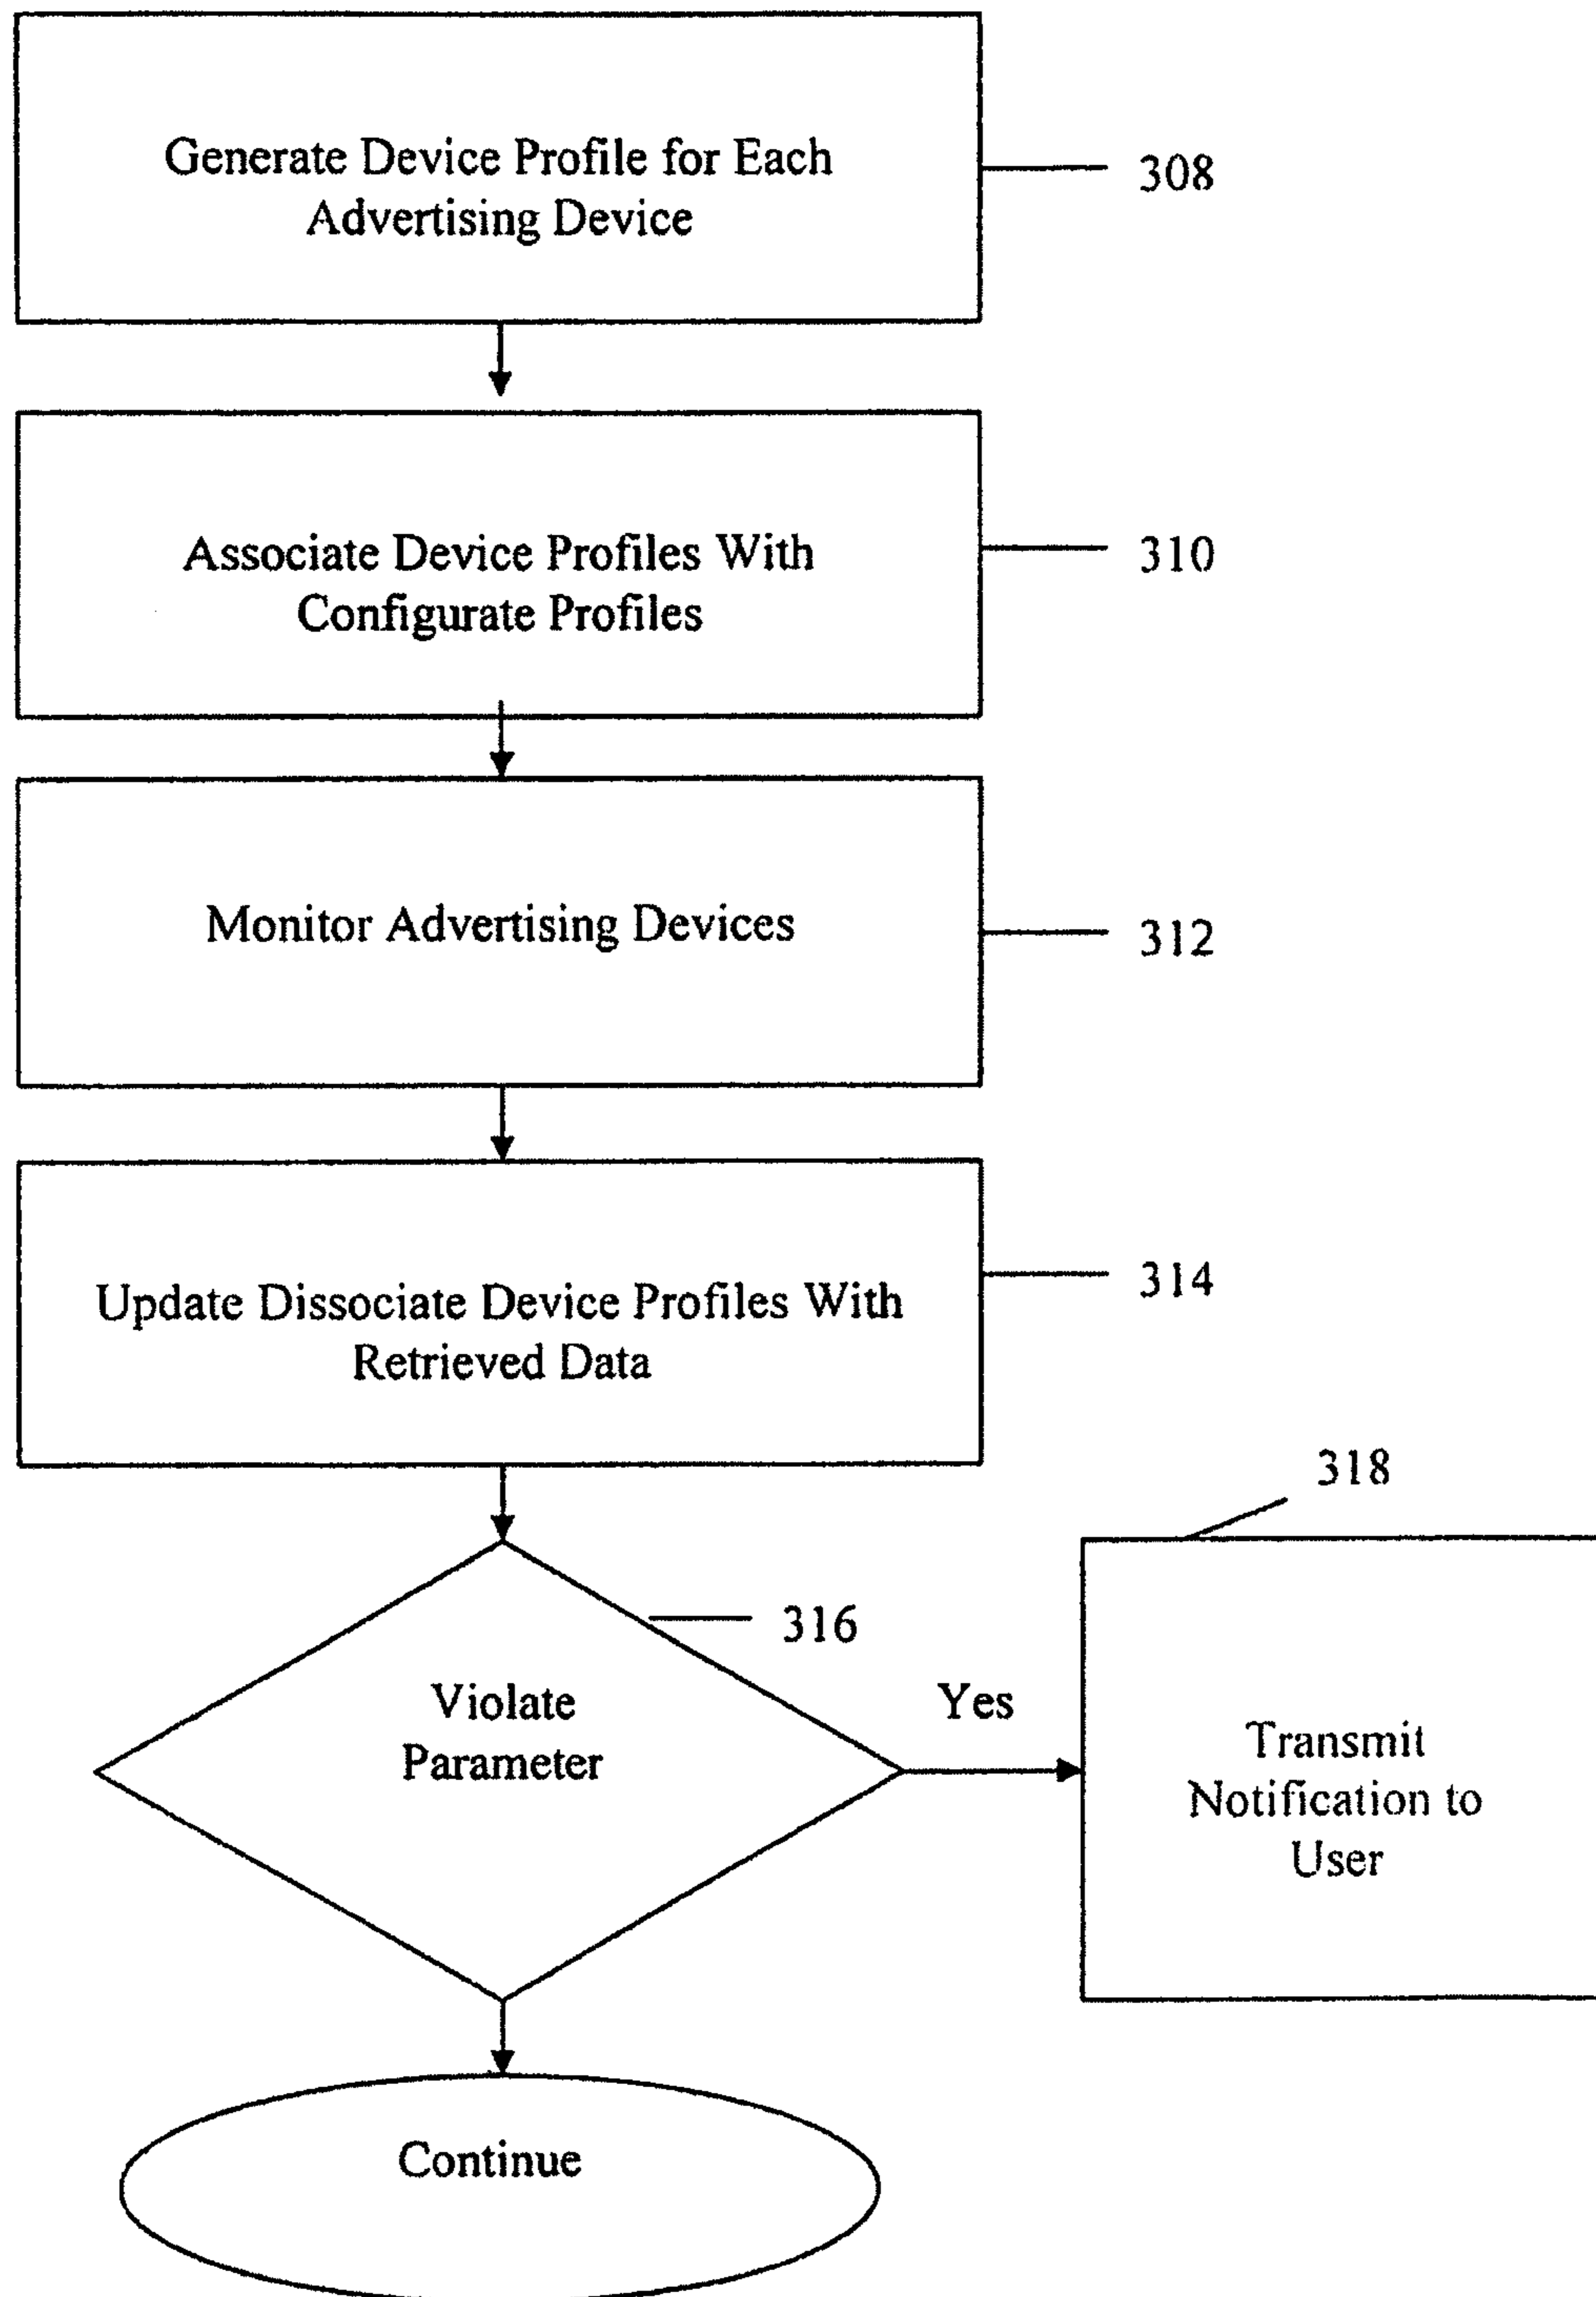 Generate Device Profile for Each
Advertising Device
308
Associate Device Profiles With
Configurate Profiles
310
Monitor Advertising Devices
312
Update Dissociate Device Profiles With
Retrieved Data
314
318
316
Violate
Parameter
Yes
Transmit
Notification to
User
Continue